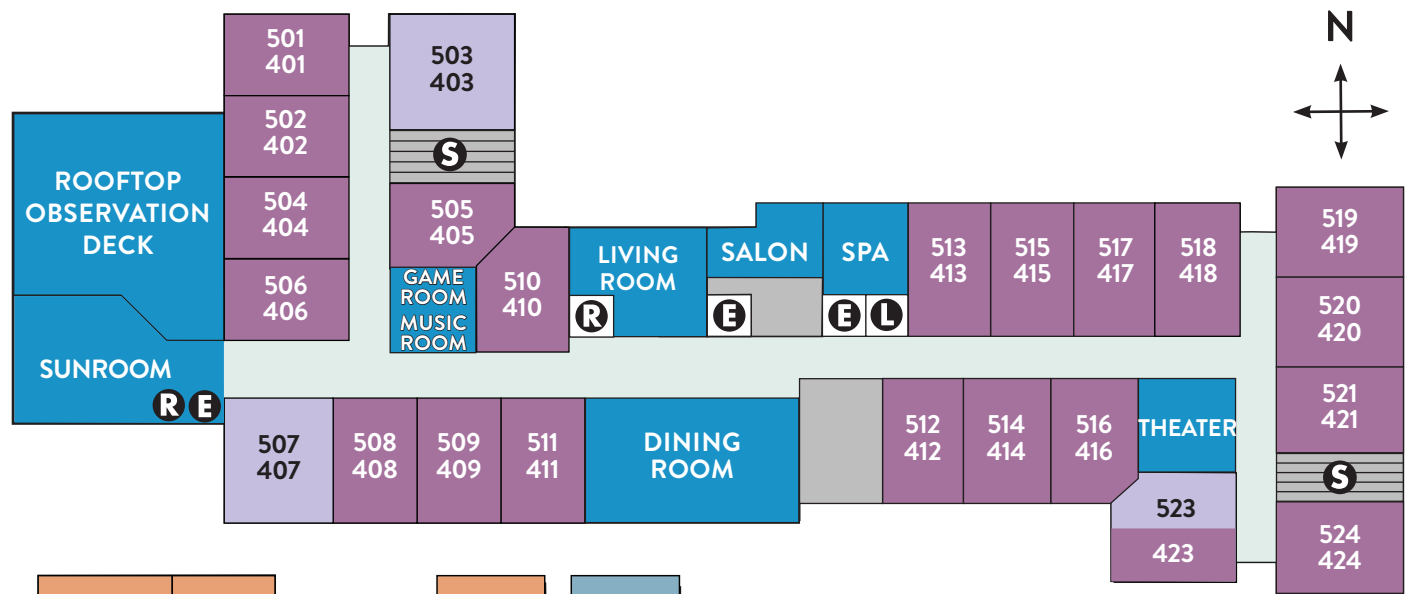 N
501
401
503
403
502
402
S
ROOFTOP
OBSERVATION
DECK
504
404
505
405
506
406
GAME
ROOM
MUSIC
ROOM
510
410
LIVING
ROOM
R
SALON
E
SPA
E L
513
413
515
415
517
417
518
418
519
419
520
420
521
421
S
524
424
SUNROOM
R E
507
407
508
408
509
409
511
411
DINING
ROOM
512
412
514
414
516
416
THEATER
523
423